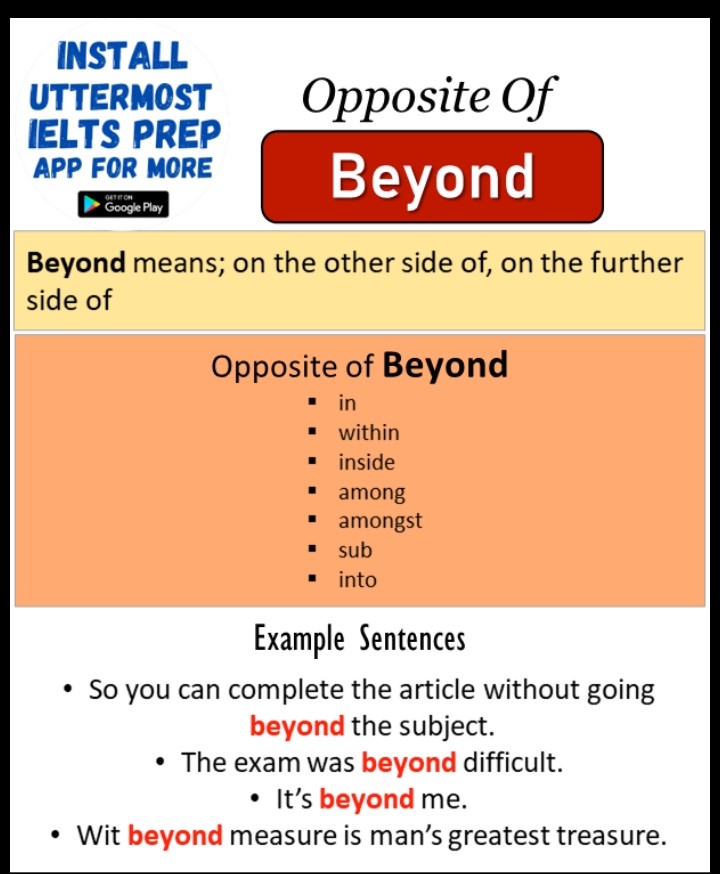 INSTALL
UTTERMOST
IELTS PREP
APP FOR MORE
GET IT ON
Google Play
Opposite Of
Beyond
Beyond means; on the other side of, on the further
side of
Opposite of Beyond
▪ in
▪ within
▪ inside
▪ among
▪ amongst
▪ sub
▪ into
Example Sentences
• So you can complete the article without going
beyond the subject.
• The exam was beyond difficult.
• It’s beyond me.
• Wit beyond measure is man’s greatest treasure.